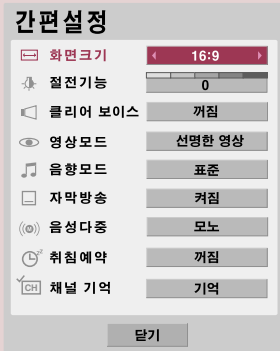 간편설정
화면크기 16:9
절전기능 0
클리어 보이스 꺼짐
영상모드 선명한 영상
음향모드 표준
자막방송 켜짐
음성다중 모노
취침예약 꺼짐
CH 채널 기억 기억
닫기